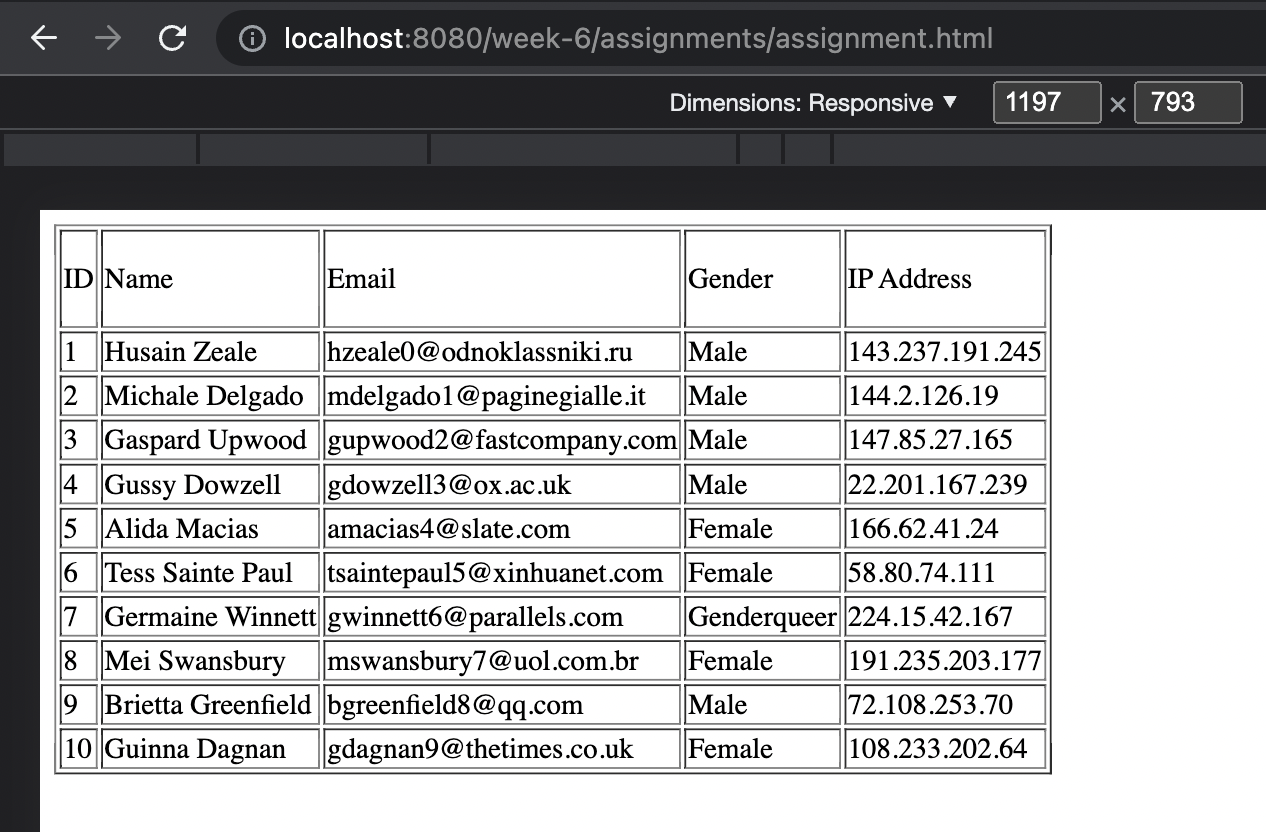 localhost:8080/week-6/assignments/assignment.html
Dimensions: Responsive ▼ 1197 × 793
ID Name Email Gender IP Address
1 Husain Zeale hzeale0@odnoklassniki.ru Male 143.237.191.245
2 Michale Delgado mdelgado1@paginegialle.it Male 144.2.126.19
3 Gaspard Upwood gupwood2@fastcompany.com Male 147.85.27.165
4 Gussy Dowzell gdowzell3@ox.ac.uk Male 22.201.167.239
5 Alida Macias amacias4@slate.com Female 166.62.41.24
6 Tess Sainte Paul tsaintepaul5@xinhuanet.com Female 58.80.74.111
7 Germaine Winnett gwinnett6@parallels.com Genderqueer 224.15.42.167
8 Mei Swansbury mswansbury7@uol.com.br Female 191.235.203.177
9 Brietta Greenfield bgreenfield8@qq.com Male 72.108.253.70
10 Guinna Dagnan gdagnan9@thetimes.co.uk Female 108.233.202.64